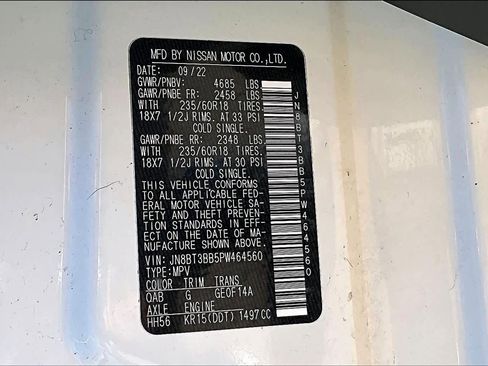 MFD BY NISSAN MOTOR CO.,LTD.
DATE: 09/22
GVWR/PNBV: 4685 LBS
GAWR/PNBE FR: 2458 LBS
WITH 235/60R18 TIRES.
18X7 1/2J RIMS. AT 33 PSI
COLD SINGLE.
GAWR/PNBE RR: 2348 LBS
WITH 235/60R18 TIRES.
18X7 1/2J RIMS. AT 30 PSI
COLD SINGLE.
THIS VEHICLE CONFORMS
TO ALL APPLICABLE FED-
ERAL MOTOR VEHICLE SA-
FETY AND THEFT PREVEN-
TION STANDARDS IN EFF-
ECT ON THE DATE OF MA-
NUFACTURE SHOWN ABOVE.
VIN: JN8BT3BB5PW464560
TYPE:MPV
COLOR TRIM TRANS
QAB G GE0F14A
AXLE ENGINE
HH56 KR15(DDT) 1497CC
JN8BT3BB5PW464560